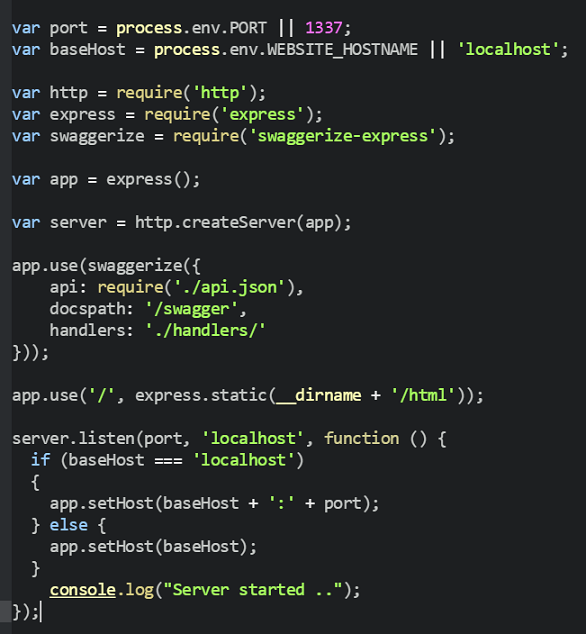 var port = process.env.PORT || 1337;
var baseHost = process.env.WEBSITE_HOSTNAME || 'localhost';
var http = require('http');
var express = require('express');
var swaggerize = require('swaggerize-express');
var app = express();
var server = http.createServer(app);
app.use(swaggerize({
    api: require('./api.json'),
    docspath: '/swagger',
    handlers: './handlers/'
}));
app.use('/', express.static(__dirname + '/html'));
server.listen(port, 'localhost', function () {
  if (baseHost === 'localhost')
  {
    app.setHost(baseHost + ':' + port);
  } else {
    app.setHost(baseHost);
  }
    console.log("Server started ..");
});